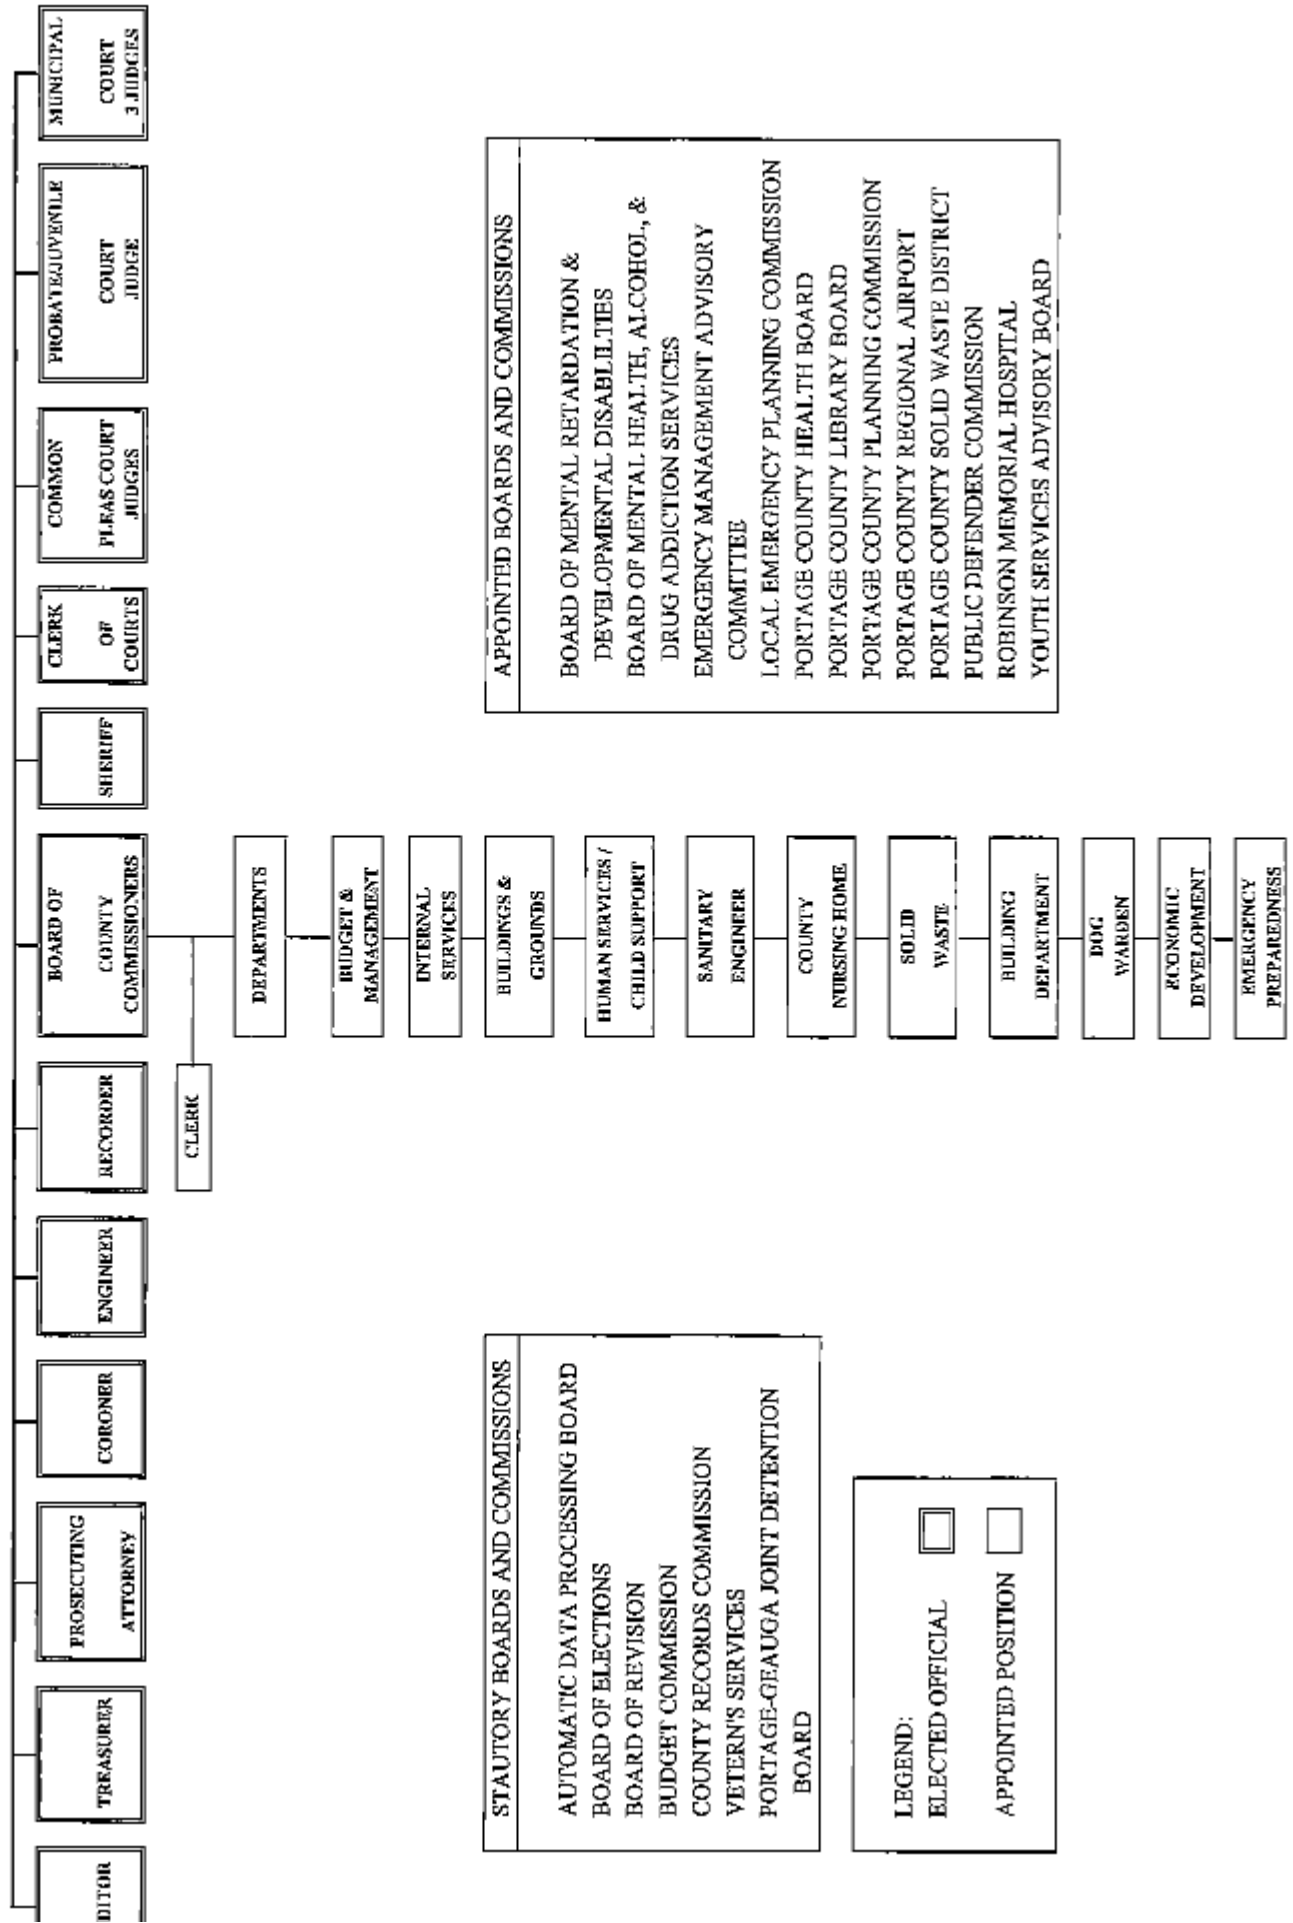 DITOR
TREASURER
PROSECUTING
ATTORNEY
CORONER
ENGINEER
RECORDER
BOARD OF
COUNTY
COMMISSIONERS
SHERIFF
CLERK
OF
COURTS
COMMON
PLEAS COURT
JUDGES
PROBATE/JUVENILE
COURT
JUDGE
MUNICIPAL
COURT
3 JUDGES
CLERK
DEPARTMENTS
BUDGET &
MANAGEMENT
INTERNAL
SERVICES
BUILDINGS &
GROUNDS
HUMAN SERVICES /
CHILD SUPPORT
SANITARY
ENGINEER
COUNTY
NURSING HOME
SOLID
WASTE
BUILDING
DEPARTMENT
DOG
WARDEN
ECONOMIC
DEVELOPMENT
EMERGENCY
PREPAREDNESS
STAUTORY BOARDS AND COMMISSIONS
AUTOMATIC DATA PROCESSING BOARD
BOARD OF ELECTIONS
BOARD OF REVISION
BUDGET COMMISSION
COUNTY RECORDS COMMISSION
VETERN'S SERVICES
PORTAGE-GEAUGA JOINT DETENTION
BOARD
LEGEND:
ELECTED OFFICIAL
APPOINTED POSITION
APPOINTED BOARDS AND COMMISSIONS
BOARD OF MENTAL RETARDATION &
DEVELOPMENTAL DISABLILTIES
BOARD OF MENTAL HEALTH, ALCOHOL, &
DRUG ADDICTION SERVICES
EMERGENCY MANAGEMENT ADVISORY
COMMITTEE
LOCAL EMERGENCY PLANNING COMMISSION
PORTAGE COUNTY HEALTH BOARD
PORTAGE COUNTY LIBRARY BOARD
PORTAGE COUNTY PLANNING COMMISSION
PORTAGE COUNTY REGIONAL AIRPORT
PORTAGE COUNTY SOLID WASTE DISTRICT
PUBLIC DEFENDER COMMISSION
ROBINSON MEMORIAL HOSPITAL
YOUTH SERVICES ADVISORY BOARD